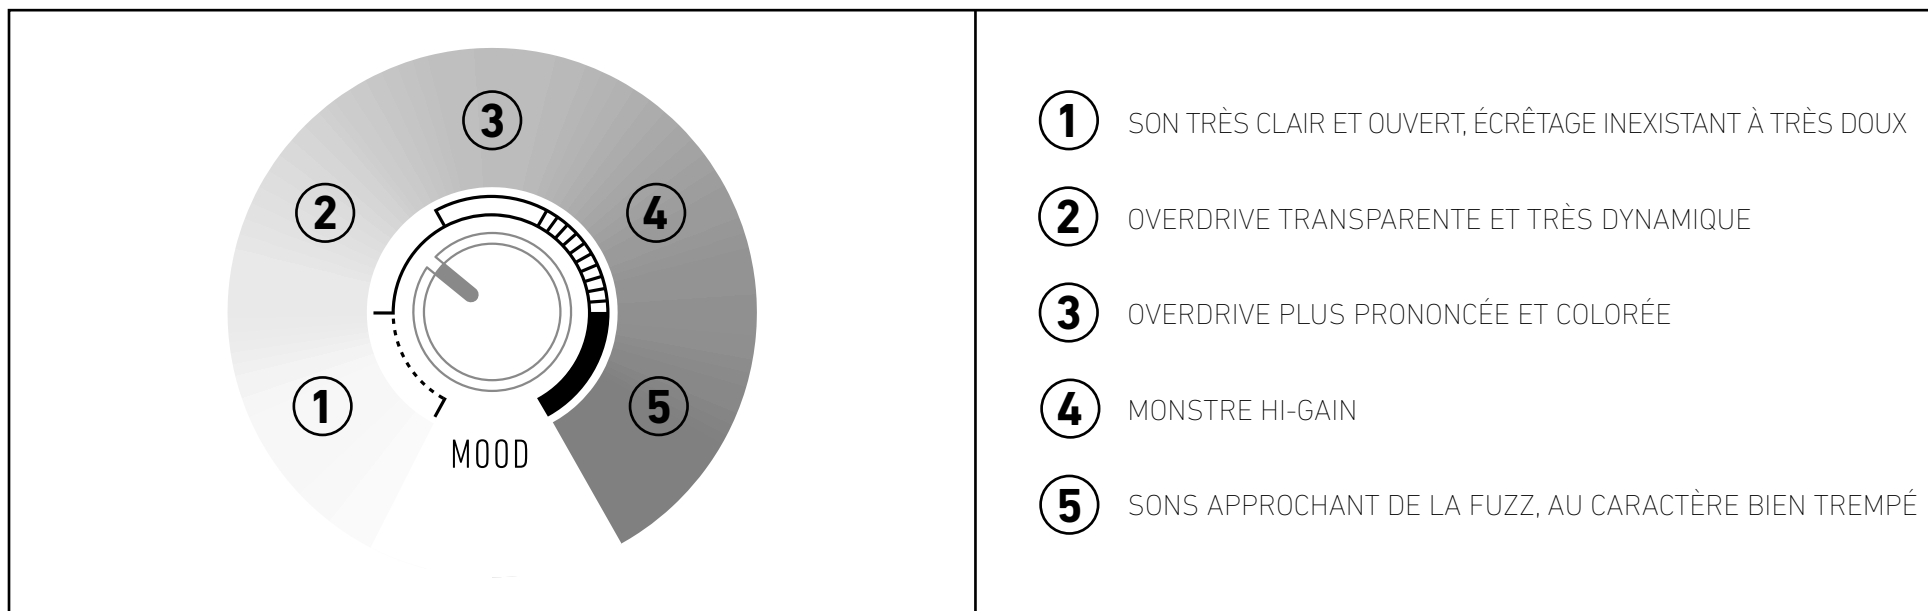 3
2
4
1
5
MOOD
1 SON TRÈS CLAIR ET OUVERT, ÉCRÊTAGE INEXISTANT À TRÈS DOUX
2 OVERDRIVE TRANSPARENTE ET TRÈS DYNAMIQUE
3 OVERDRIVE PLUS PRONONCÉE ET COLORÉE
4 MONSTRE HI-GAIN
5 SONS APPROCHANT DE LA FUZZ, AU CARACTÈRE BIEN TREMPÉ